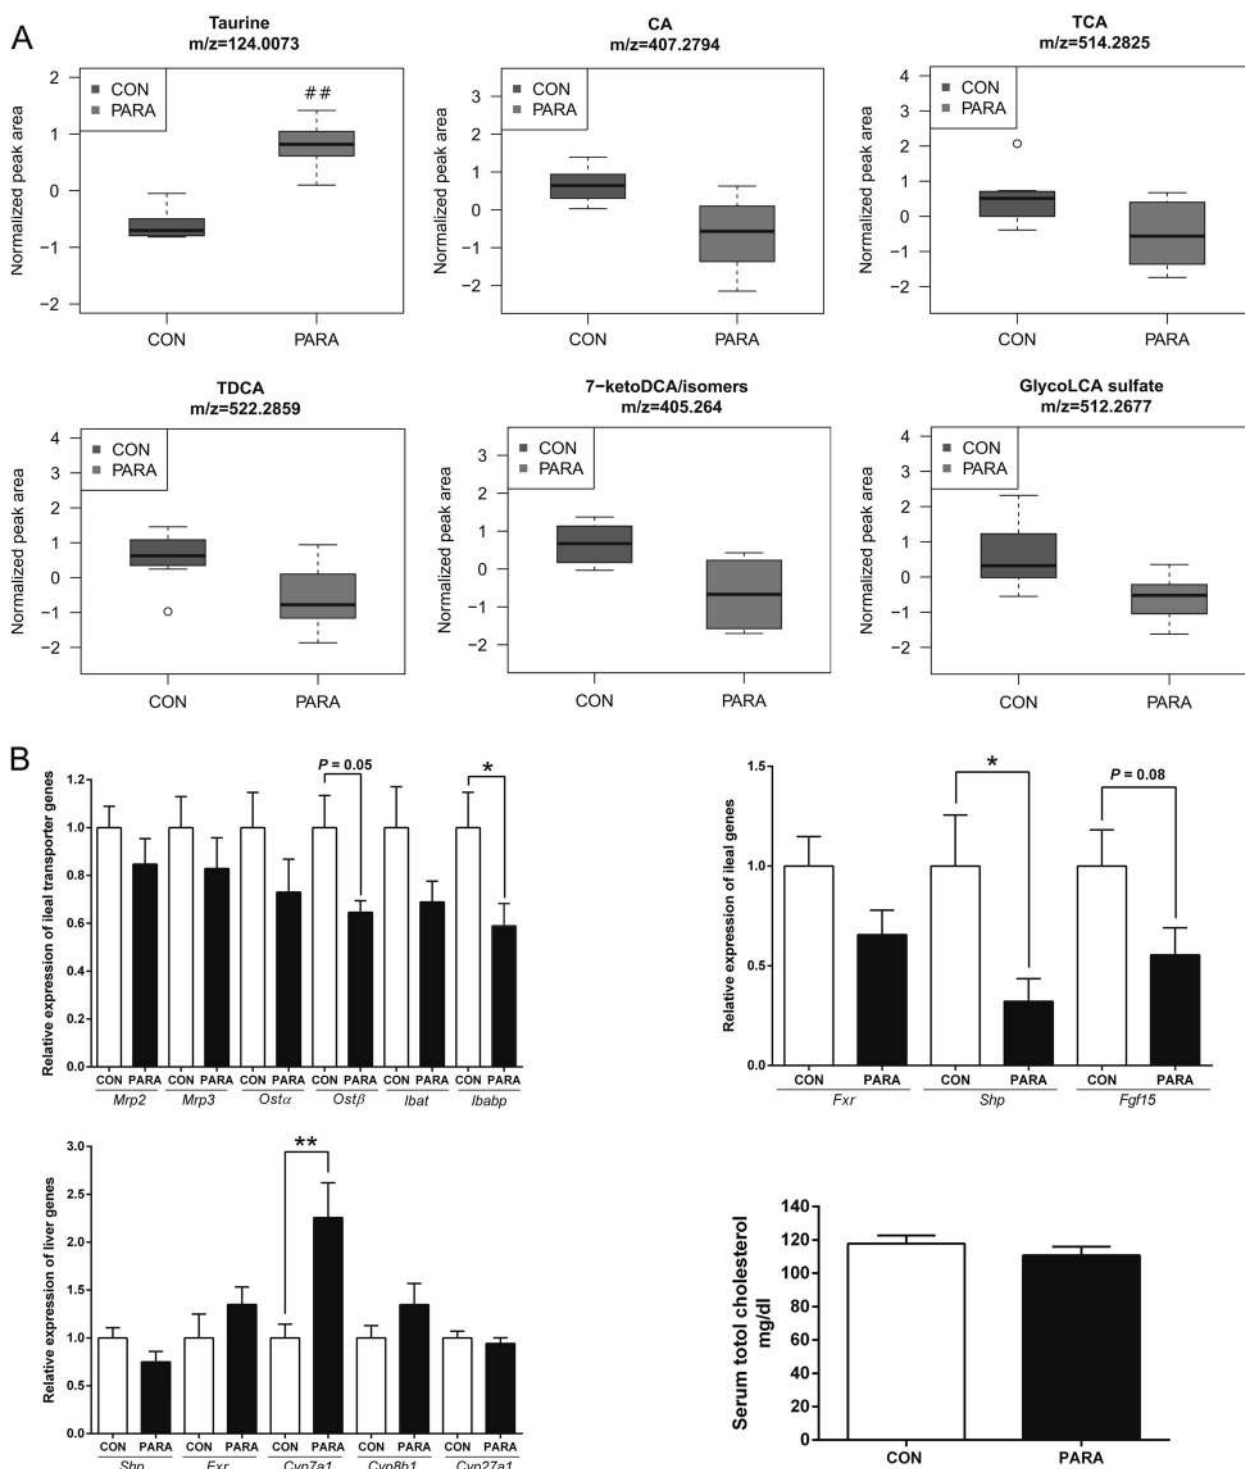 A
Taurine
m/z=124.0073
Normalized peak area
2
1
0
−1
−2
CON
PARA
##
CON
PARA
CA
m/z=407.2794
Normalized peak area
3
2
1
0
−1
−2
CON
PARA
CON
PARA
TCA
m/z=514.2825
Normalized peak area
4
3
2
1
0
−1
−2
CON
PARA
CON
PARA
TDCA
m/z=522.2859
Normalized peak area
4
3
2
1
0
−1
−2
CON
PARA
CON
PARA
7−ketoDCA/isomers
m/z=405.264
Normalized peak area
3
2
1
0
−1
−2
CON
PARA
CON
PARA
GlycoLCA sulfate
m/z=512.2677
Normalized peak area
4
3
2
1
0
−1
−2
CON
PARA
CON
PARA
B
Relative expression of ileal transporter genes
1.2
1.0
0.8
0.6
0.4
0.2
0.0
P = 0.05
*
CON PARA CON PARA CON PARA CON PARA CON PARA CON PARA
Mrp2 Mrp3 Ostα Ostβ Ibat Ibabp
Relative expression of ileal genes
1.5
1.0
0.5
0.0
*
P = 0.08
CON PARA CON PARA CON PARA
Fxr Shp Fgf15
Relative expression of liver genes
3.0
2.5
2.0
1.5
1.0
0.5
0.0
**
CON PARA CON PARA CON PARA CON PARA CON PARA
Shp Fxr Cyp7a1 Cyp8b1 Cyp27a1
Serum totol cholesterol
mg/dl
140
120
100
80
60
40
20
0
CON PARA